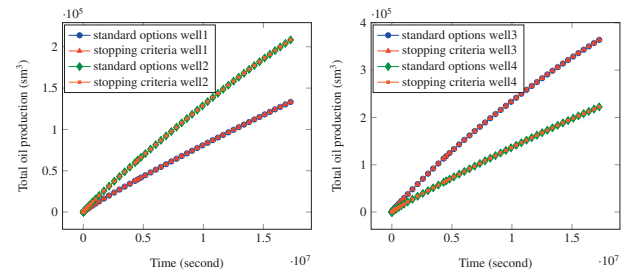 ·10⁵
standard options well1
stopping criteria well1
standard options well2
stopping criteria well2
2
1.5
1
0.5
0
Total oil production (sm³)
0
0.5
1
1.5
·10⁷
Time (second)
·10⁵
standard options well3
stopping criteria well3
standard options well4
stopping criteria well4
4
3
2
1
0
Total oil production (sm³)
0
0.5
1
1.5
·10⁷
Time (second)